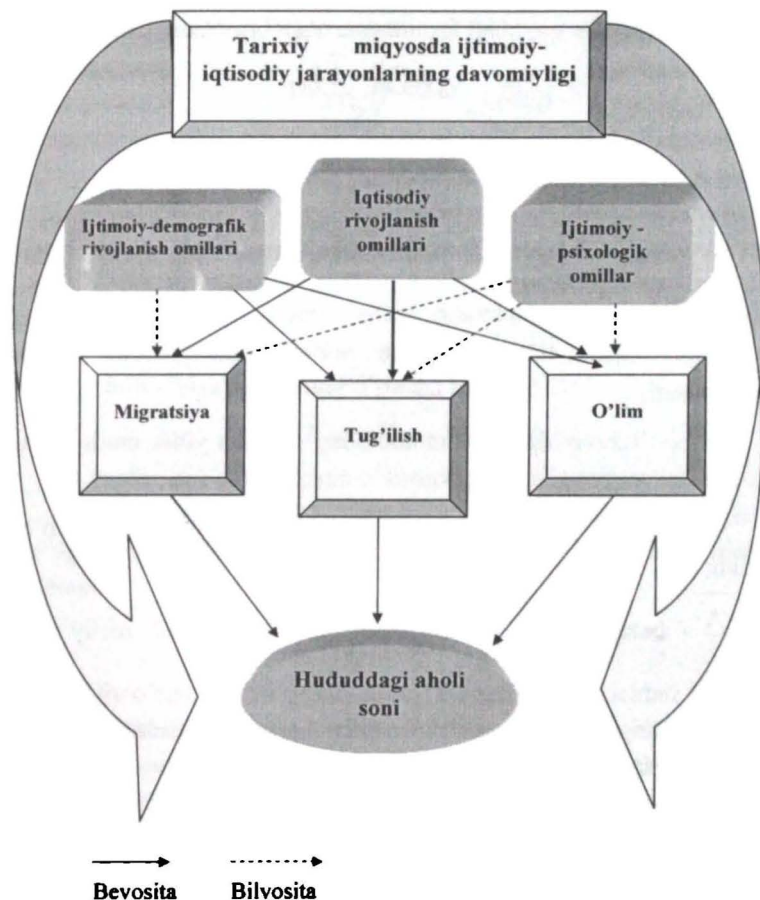 Tarixiy miqyosda ijtimoiy-
iqtisodiy jarayonlarning davomiyligi
Ijtimoiy-demografik
rivojlanish omillari
Iqtisodiy
rivojlanish
omillari
Ijtimoiy -
psixologik
omillar
Migratsiya
Tug'ilish
O'lim
Hududdagi aholi
soni
Bevosita Bilvosita